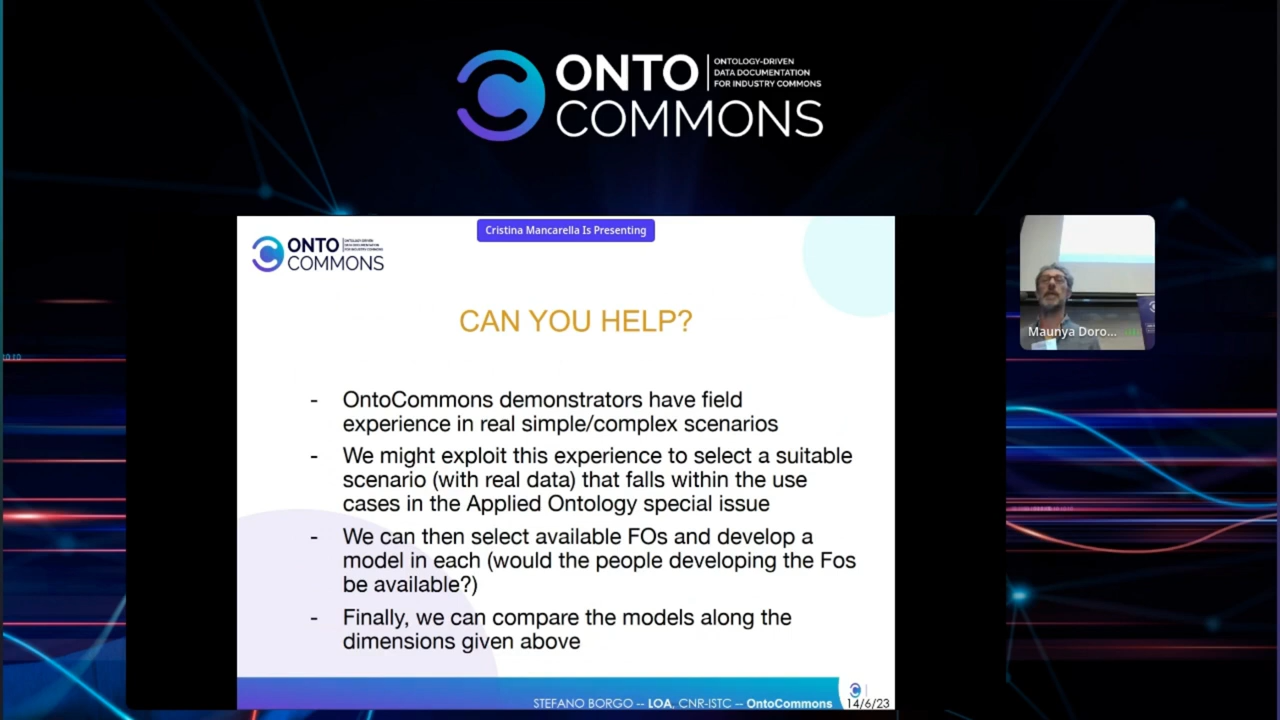 ONTO
COMMONS
ONTOLOGY-DRIVEN
DATA DOCUMENTATION
FOR INDUSTRY COMMONS
Cristina Mancarella Is Presenting
ONTO
COMMONS
CAN YOU HELP?
- OntoCommons demonstrators have field
experience in real simple/complex scenarios
- We might exploit this experience to select a suitable
scenario (with real data) that falls within the use
cases in the Applied Ontology special issue
- We can then select available FOs and develop a
model in each (would the people developing the Fos
be available?)
- Finally, we can compare the models along the
dimensions given above
STEFANO BORGO -- LOA, CNR-ISTC -- OntoCommons
14/6/23
Maunya Doro...